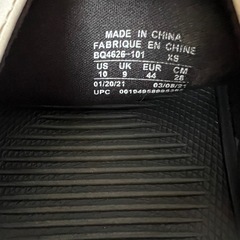 MADE IN CHINA
FABRIQUE EN CHINE
BQ4626-101 XS
US UK EUR CM
10 9 44 28
01/20/21 03/08/21
UPC